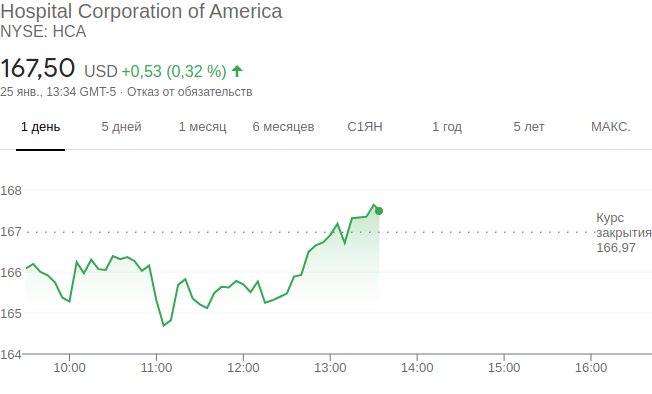 Hospital Corporation of America
NYSE: HCA
167,50 USD +0,53 (0,32 %)
25 янв., 13:34 GMT-5 · Отказ от обязательств
1 день 5 дней 1 месяц 6 месяцев С1ЯН 1 год 5 лет МАКС.
168
Курс
167 закрытия
166,97
166
165
164
10:00 11:00 12:00 13:00 14:00 15:00 16:00